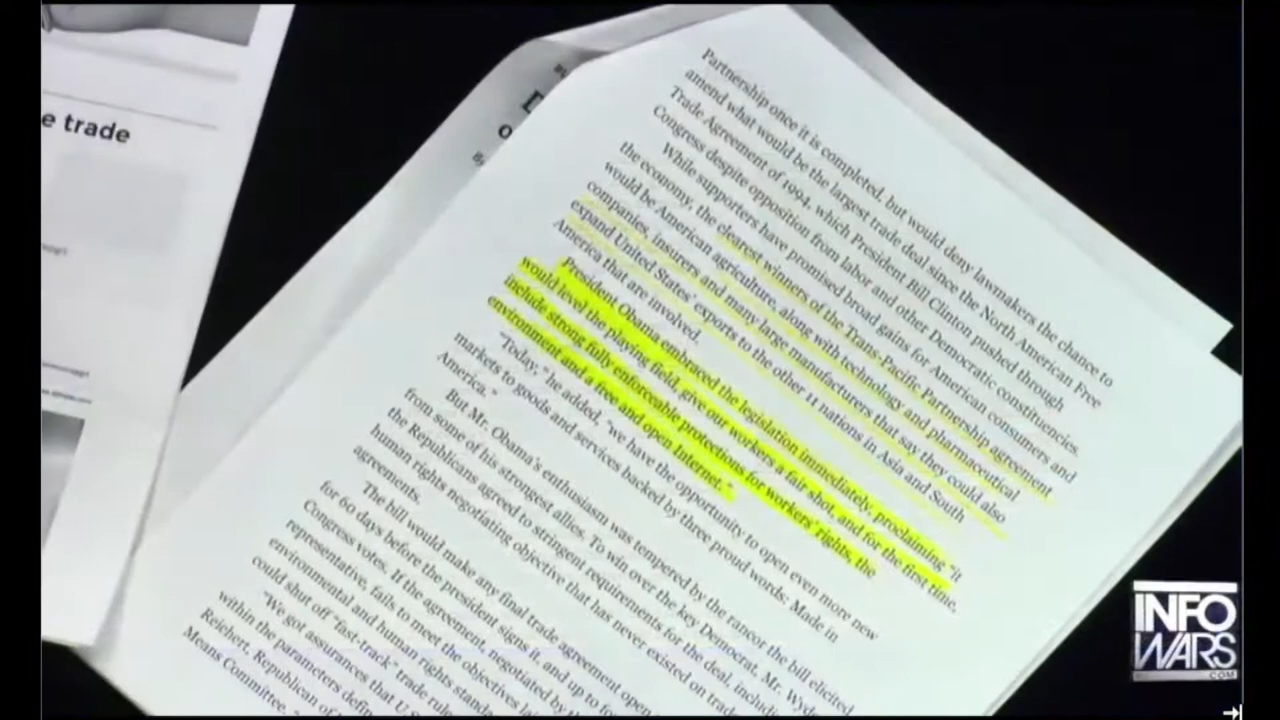 e trade
Partnership once it is completed, but would deny lawmakers the chance to
amend what would be the largest trade deal since the North American Free
Trade Agreement of 1994, which President Bill Clinton pushed through
Congress despite opposition from labor and other Democratic constituencies.
While supporters have promised broad gains for American consumers and
the economy, the clearest winners of the Trans-Pacific Partnership agreement
would be American agriculture, along with technology and pharmaceutical
companies, insurers and many large manufacturers that say they could also
expand United States' exports to the other 11 nations in Asia and South
America that are involved.
President Obama embraced the legislation immediately, proclaiming "it
would level the playing field, give our workers a fair shot, and for the first time,
include strong fully enforceable protections for workers' rights, the
environment and a free and open Internet."
"Today," he added, "we have the opportunity to open even more new
markets to goods and services backed by three proud words: Made in
America."
But Mr. Obama's enthusiasm was tempered by the rancor the bill elicited
from some of his strongest allies. To win over the key Democrat, Mr. Wyde
the Republicans agreed to stringent requirements for the deal, includi
human rights negotiating objective that has never existed on trad
agreements.
The bill would make any final trade agreement open
for 60 days before the president signs it, and up to fo
Congress votes. If the agreement, negotiated by th
representative, fails to meet the objectives la
environmental and human rights standa
could shut off "fast-track" trade rule
"We got assurances that U.S
within the parameters defin
Reichert, Republican of
Means Committee. "
INFO
WARS
.COM